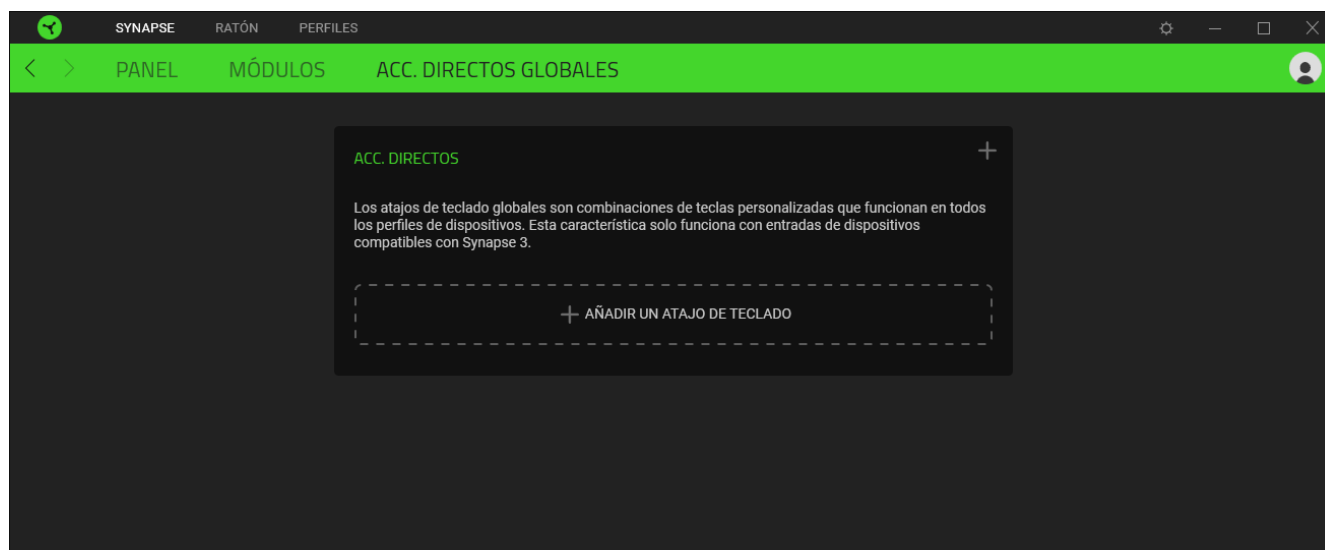 SYNAPSE RATÓN PERFILES
PANEL MÓDULOS ACC. DIRECTOS GLOBALES
ACC. DIRECTOS
Los atajos de teclado globales son combinaciones de teclas personalizadas que funcionan en todos
los perfiles de dispositivos. Esta característica solo funciona con entradas de dispositivos
compatibles con Synapse 3.
AÑADIR UN ATAJO DE TECLADO